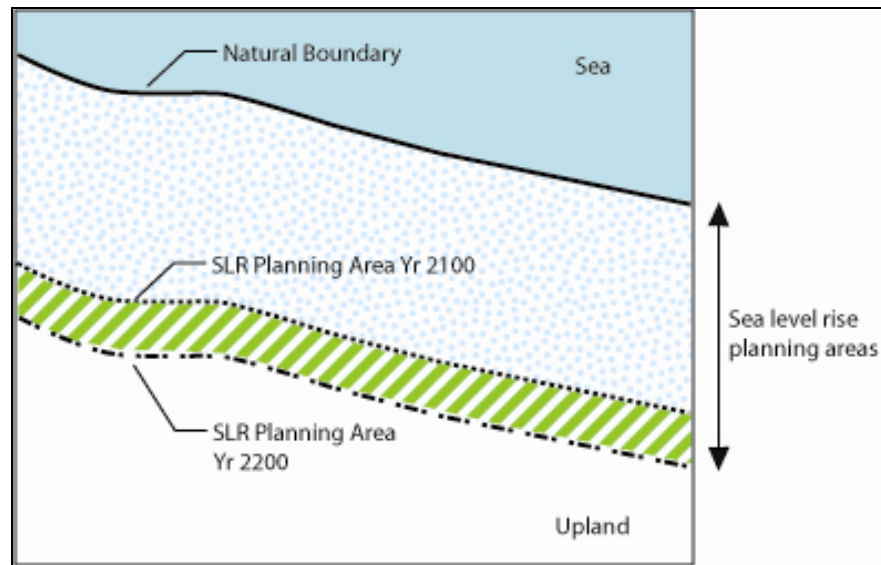 Natural Boundary
Sea
SLR Planning Area Yr 2100
Sea level rise
planning areas
SLR Planning Area
Yr 2200
Upland